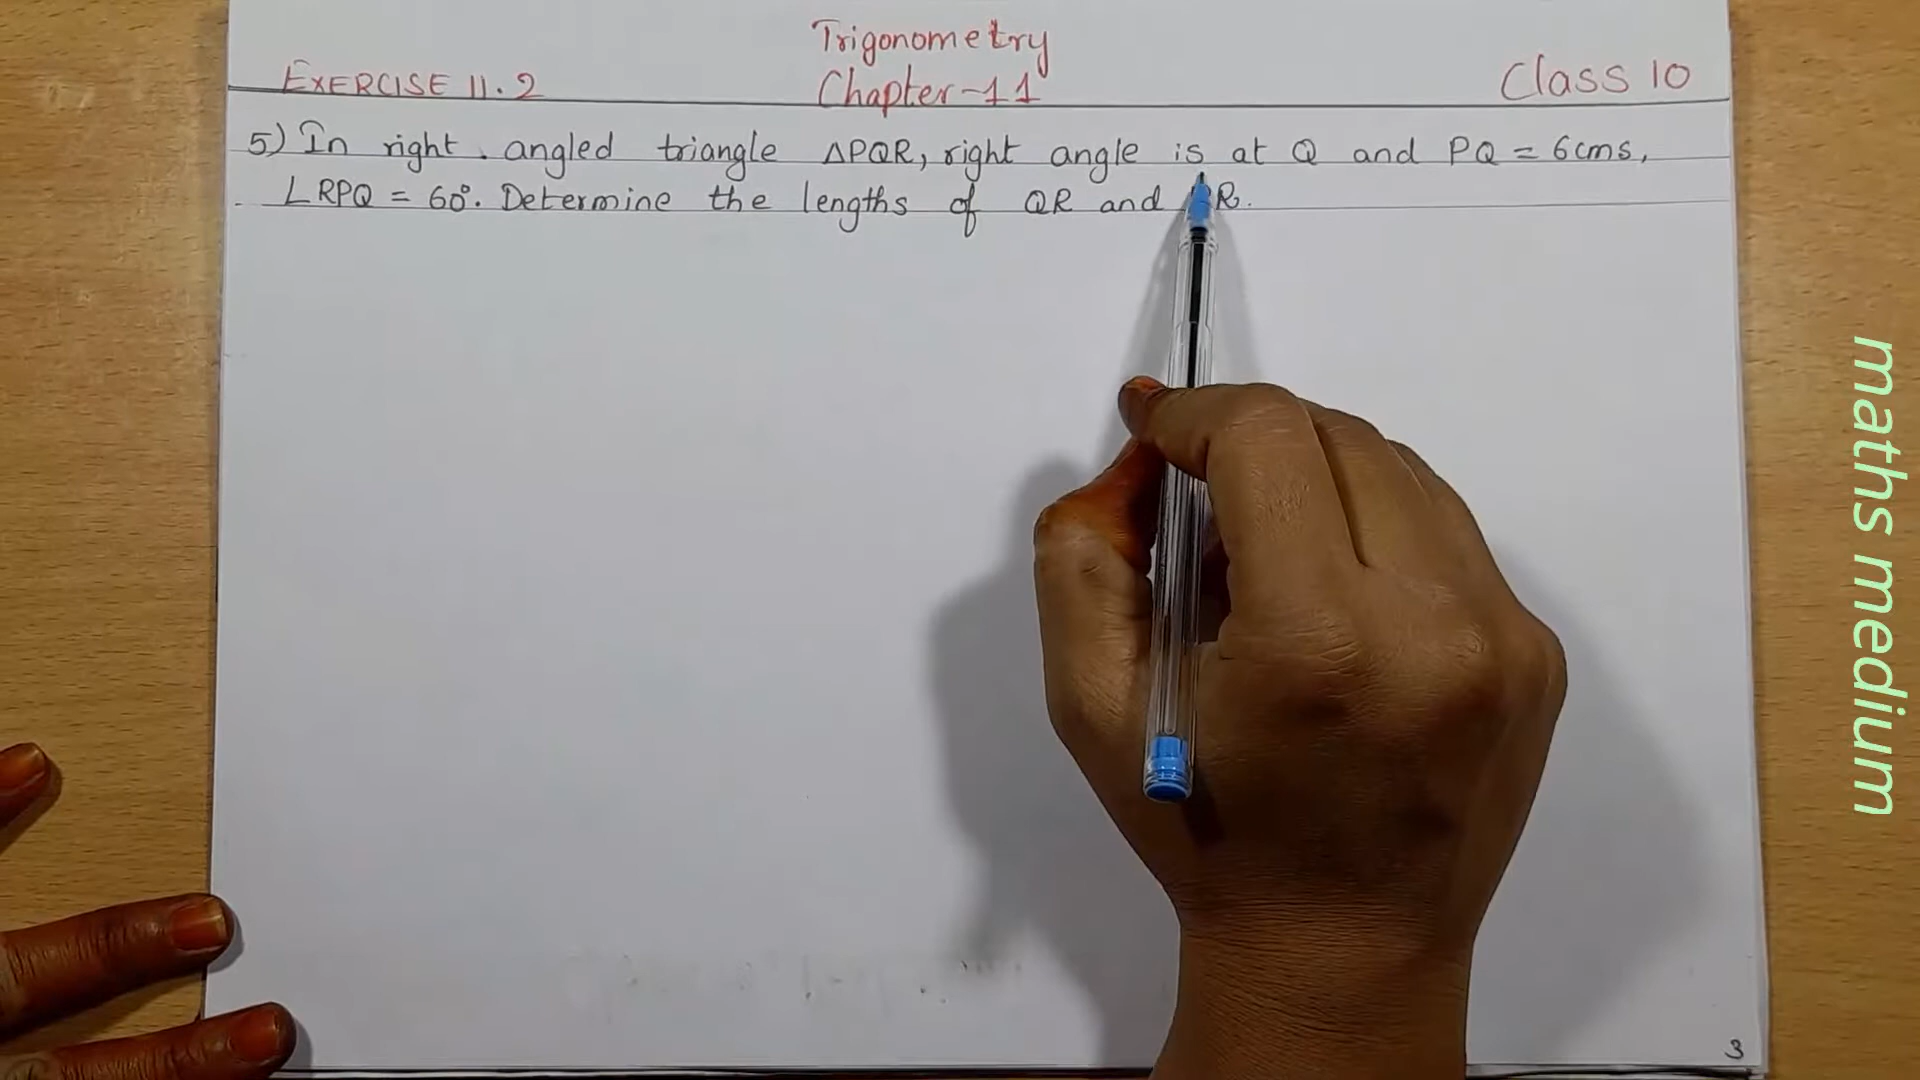 Trigonometry
EXERCISE 11.2 Chapter-11 Class 10
5) In right angled triangle ΔPQR, right angle is at Q and PQ = 6cms,
∠RPQ = 60°. Determine the lengths of QR and R.
maths medium
3